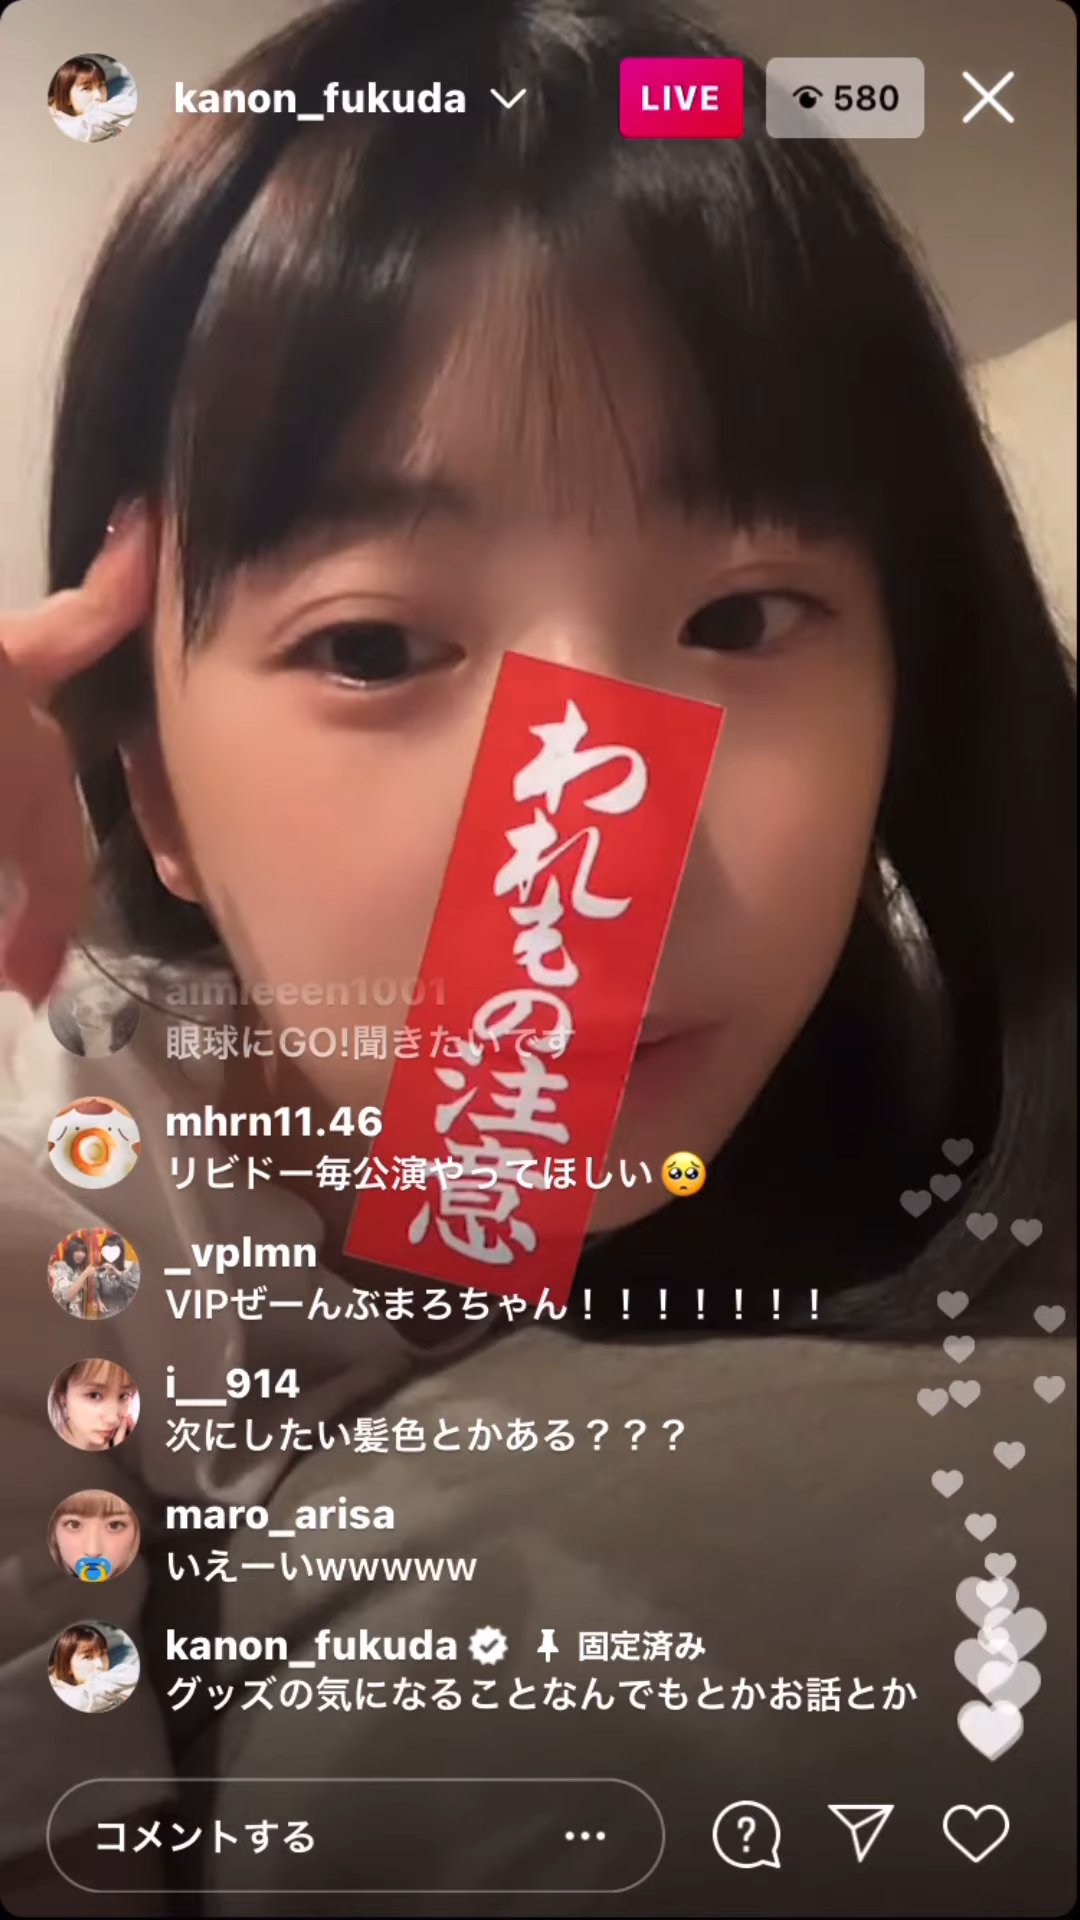 kanon_fukuda
LIVE
580
われもの注意
aimieeen1001
眼球にGO!聞きたいです
mhrn11.46
リビドー毎公演やってほしい🥺
_vplmn
VIPぜーんぶまろちゃん！！！！！！！
i__914
次にしたい髪色とかある？？？
maro_arisa
いえーいwwwww
kanon_fukuda 固定済み
グッズの気になることなんでもとかお話とか
コメントする